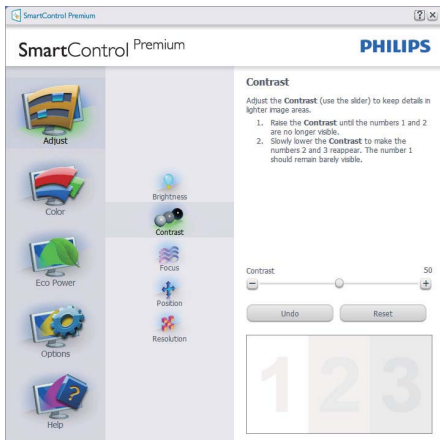 SmartControl Premium
SmartControl Premium
PHILIPS
Adjust
Color
Eco Power
Options
Help
Brightness
Contrast
Focus
Position
Resolution
Contrast
Adjust the Contrast (use the slider) to keep details in
lighter image areas.
1. Raise the Contrast until the numbers 1 and 2
are no longer visible.
2. Slowly lower the Contrast to make the
numbers 2 and 3 reappear. The number 1
should remain barely visible.
Contrast 50
Undo Reset
1 2 3